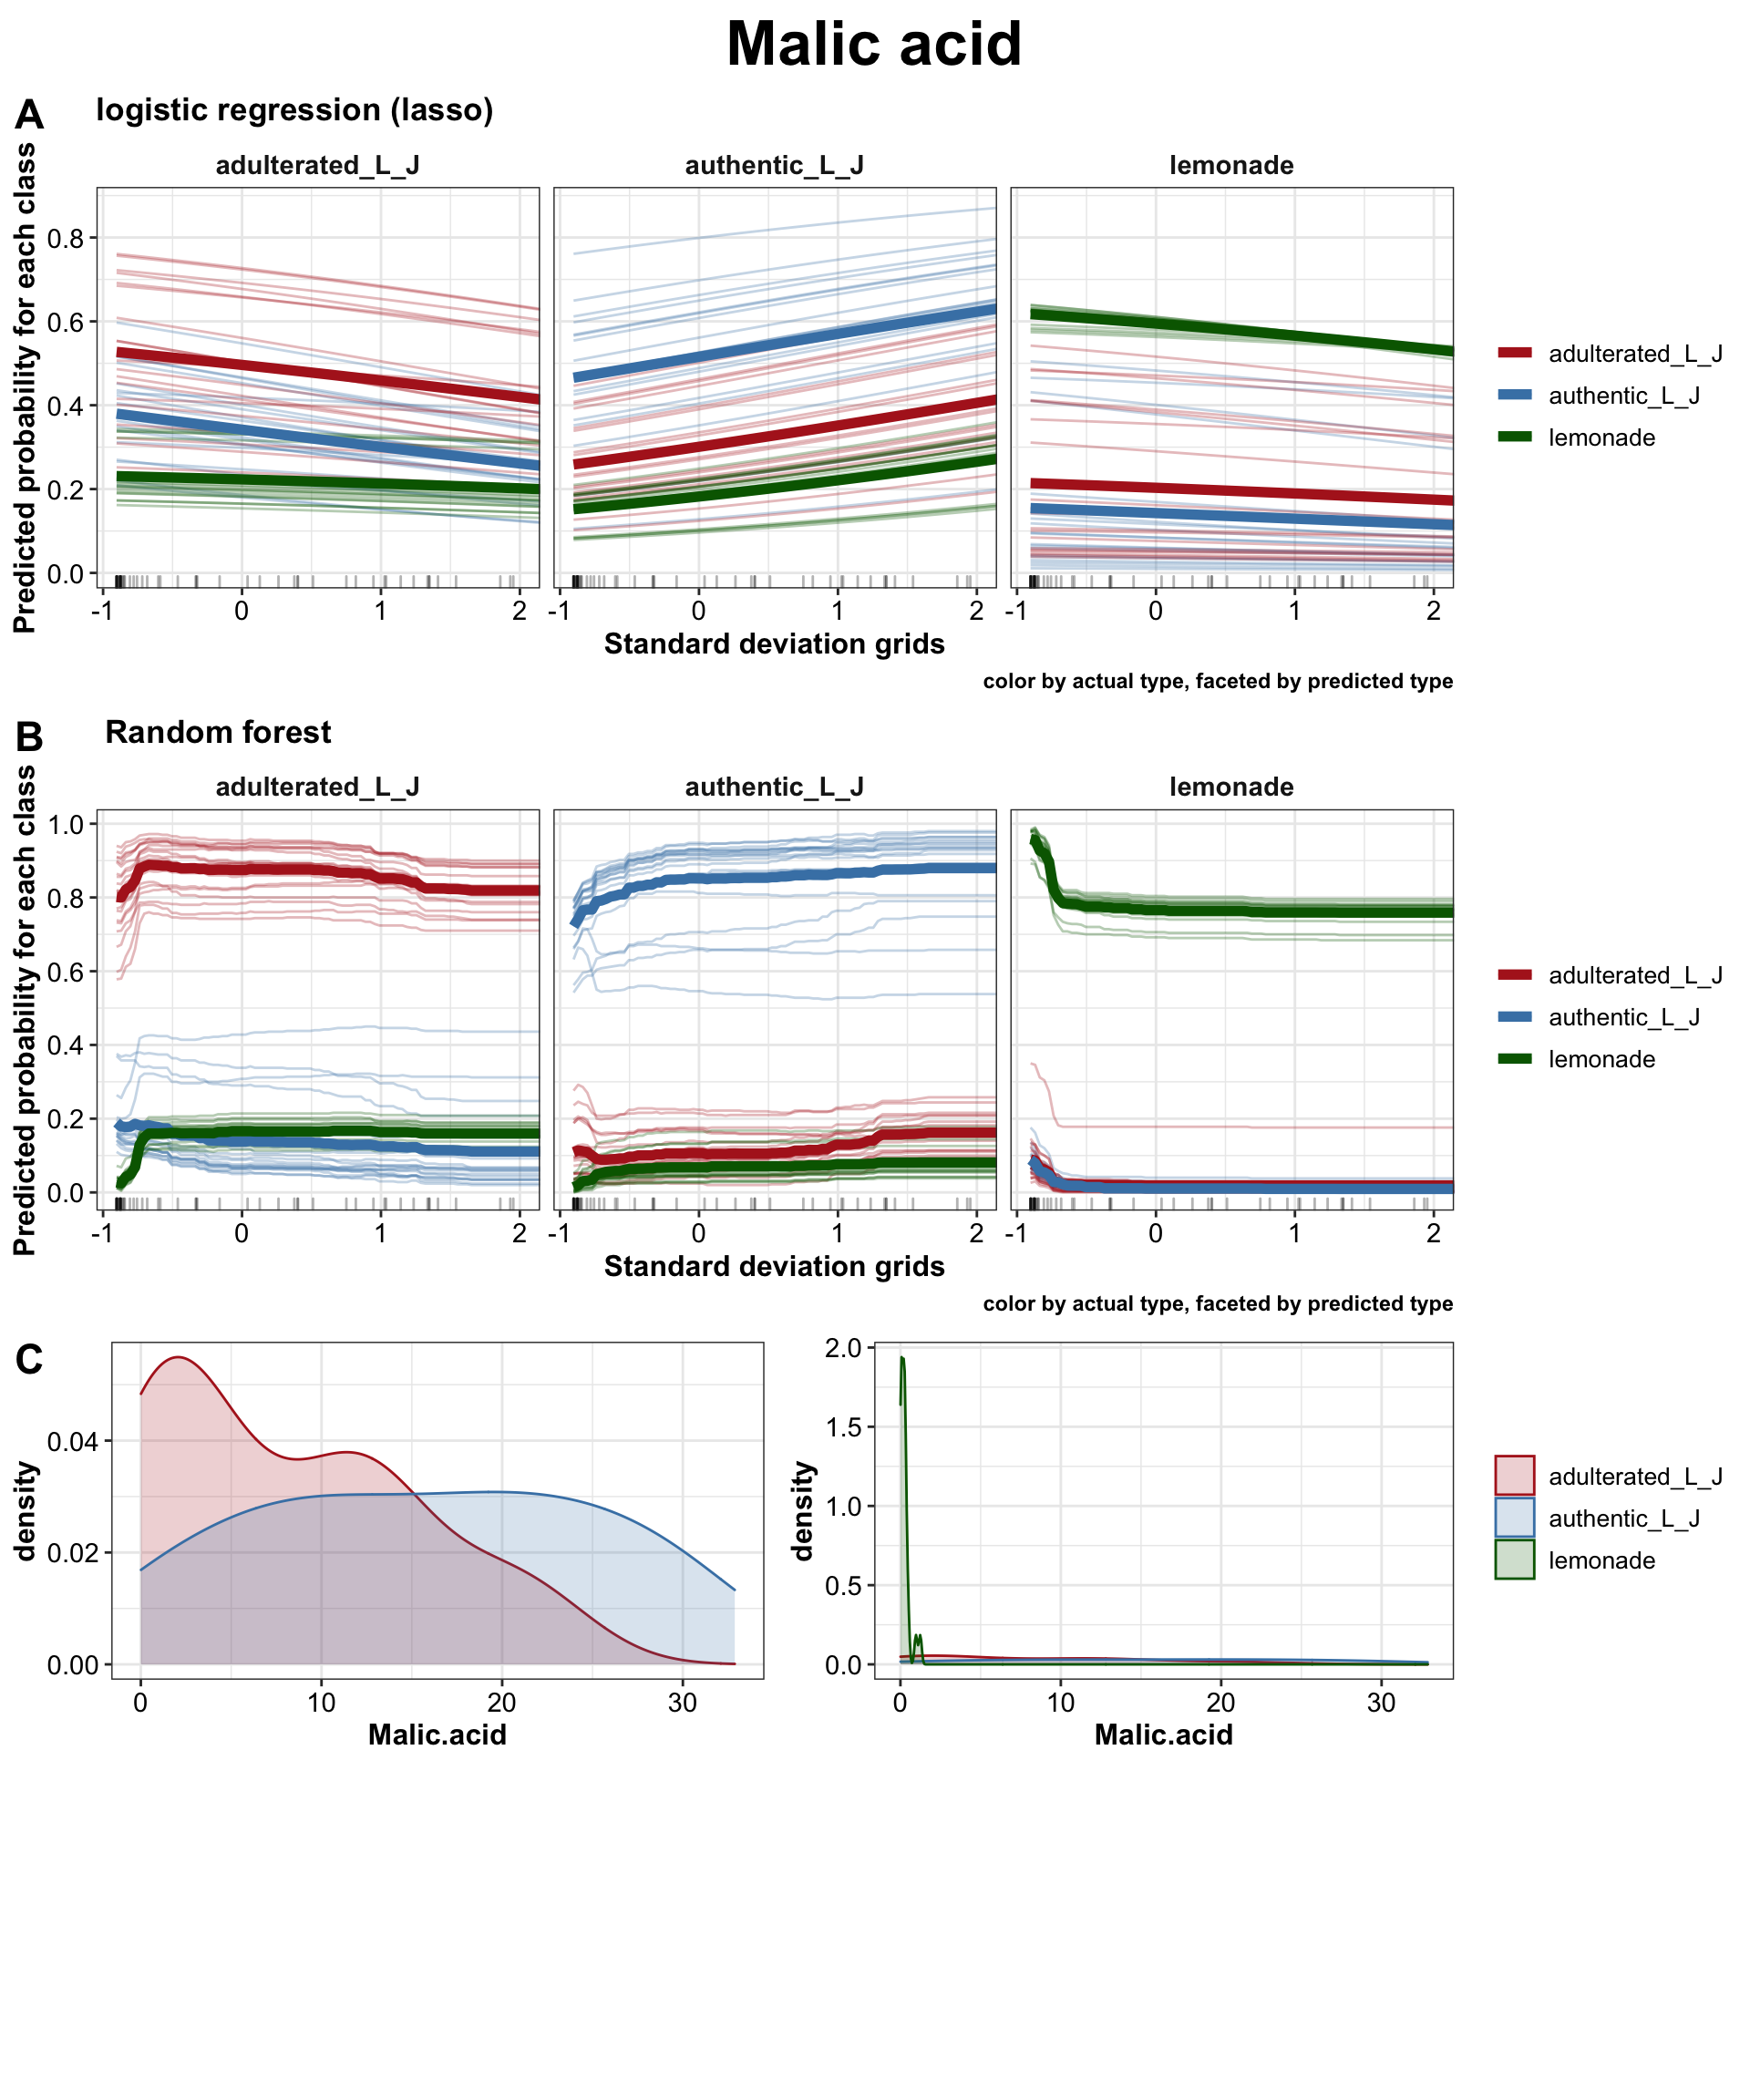 Malic acid
A
logistic regression (lasso)
adulterated_L_J
authentic_L_J
lemonade
Predicted probability for each class
0.8
0.6
0.4
0.2
0.0
-1 0 1 2
-1 0 1 2
-1 0 1 2
Standard deviation grids
color by actual type, faceted by predicted type
adulterated_L_J
authentic_L_J
lemonade
B
Random forest
adulterated_L_J
authentic_L_J
lemonade
Predicted probability for each class
1.0
0.8
0.6
0.4
0.2
0.0
-1 0 1 2
-1 0 1 2
-1 0 1 2
Standard deviation grids
color by actual type, faceted by predicted type
adulterated_L_J
authentic_L_J
lemonade
C
density
0.04
0.02
0.00
0 10 20 30
Malic.acid
density
2.0
1.5
1.0
0.5
0.0
0 10 20 30
Malic.acid
adulterated_L_J
authentic_L_J
lemonade